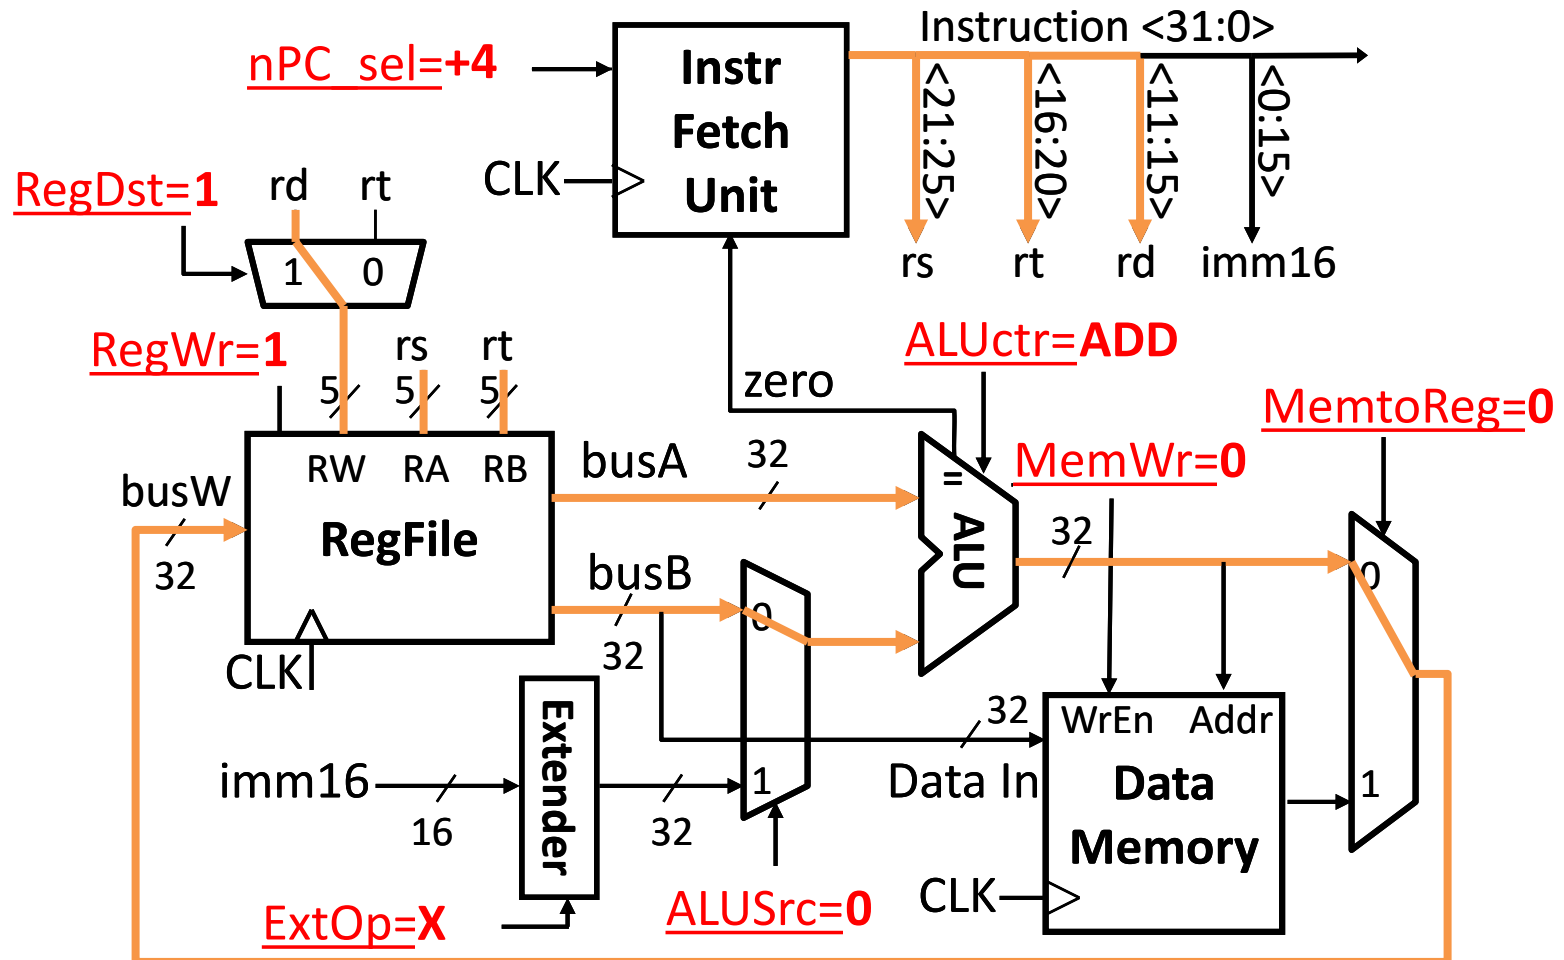 Instruction <31:0>
nPC_sel=+4
Instr
Fetch
Unit
CLK
<21:25>
<16:20>
<11:15>
<0:15>
rs
rt
rd
imm16
RegDst=1
rd
rt
1
0
RegWr=1
rs
rt
5
5
5
ALUctr=ADD
zero
MemtoReg=0
MemWr=0
RW
RA
RB
busA
32
busW
RegFile
32
=
ALU
32
busB
32
0
0
CLK
Extender
imm16
16
32
1
32
Data In
WrEn
Addr
Data
Memory
1
CLK
ExtOp=X
ALUSrc=0